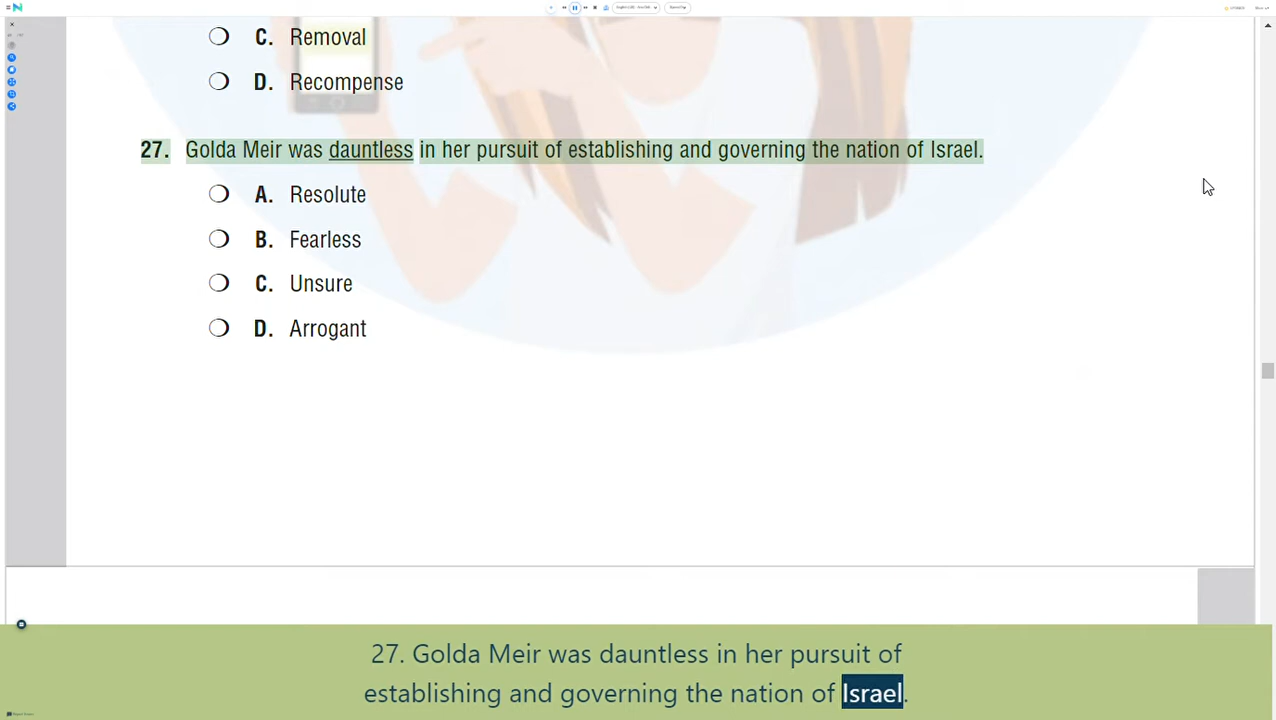 C. Removal
D. Recompense
27. Golda Meir was dauntless in her pursuit of establishing and governing the nation of Israel.
A. Resolute
B. Fearless
C. Unsure
D. Arrogant
27. Golda Meir was dauntless in her pursuit of
establishing and governing the nation of Israel.